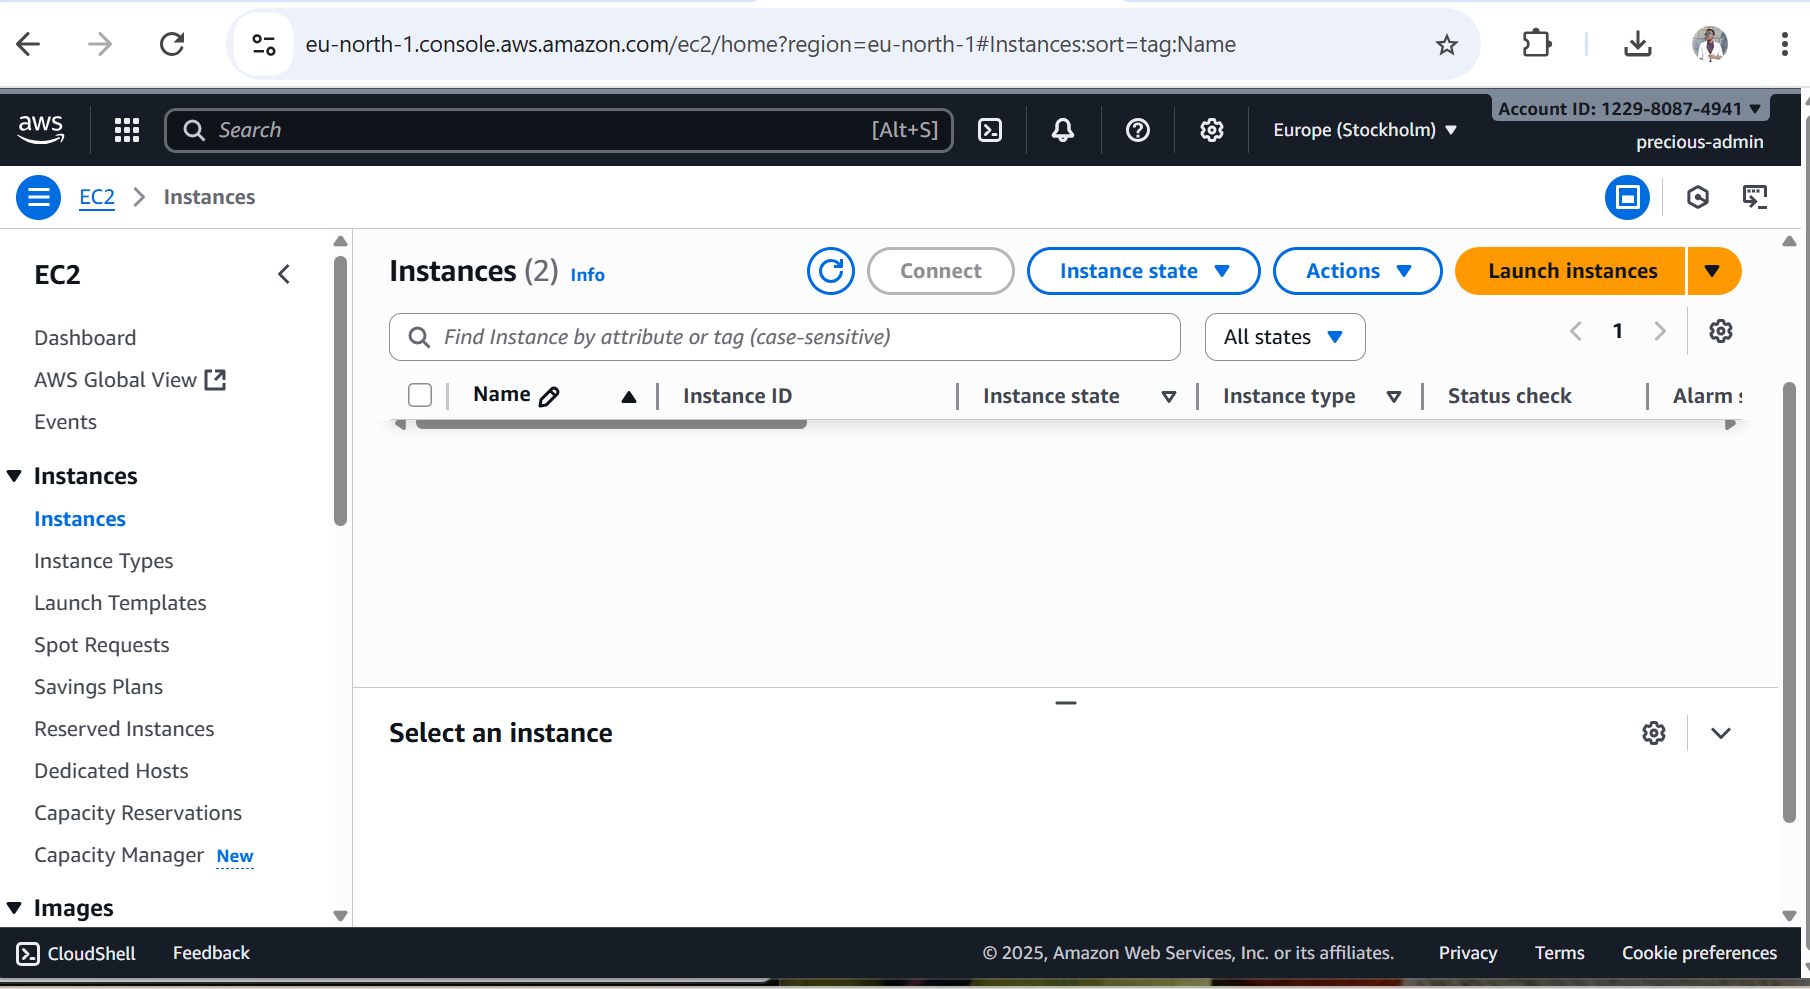 eu-north-1.console.aws.amazon.com/ec2/home?region=eu-north-1#Instances:sort=tag:Name
aws
Search
[Alt+S]
Europe (Stockholm)
Account ID: 1229-8087-4941
precious-admin
EC2
Instances
EC2
Dashboard
AWS Global View
Events
Instances
Instances
Instance Types
Launch Templates
Spot Requests
Savings Plans
Reserved Instances
Dedicated Hosts
Capacity Reservations
Capacity Manager New
Images
Instances (2) Info
Connect
Instance state
Actions
Launch instances
Find Instance by attribute or tag (case-sensitive)
All states
1
Name
Instance ID
Instance state
Instance type
Status check
Alarm s
Select an instance
CloudShell
Feedback
© 2025, Amazon Web Services, Inc. or its affiliates.
Privacy
Terms
Cookie preferences